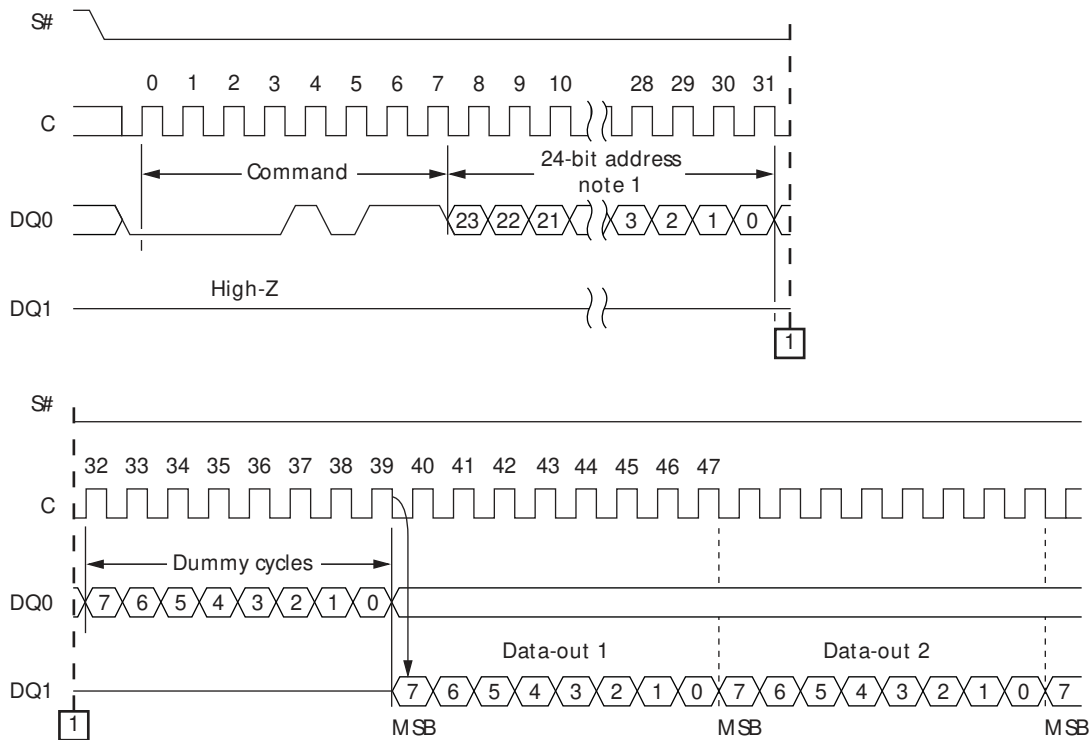 S#
0 1 2 3 4 5 6 7 8 9 10 28 29 30 31
C
Command
24-bit address
note 1
DQ0
23 22 21 3 2 1 0
High-Z
DQ1
1
S#
32 33 34 35 36 37 38 39 40 41 42 43 44 45 46 47
C
Dummy cycles
DQ0
7 6 5 4 3 2 1 0
Data-out 1 Data-out 2
DQ1
7 6 5 4 3 2 1 0 7 6 5 4 3 2 1 0 7
1
MSB MSB MSB